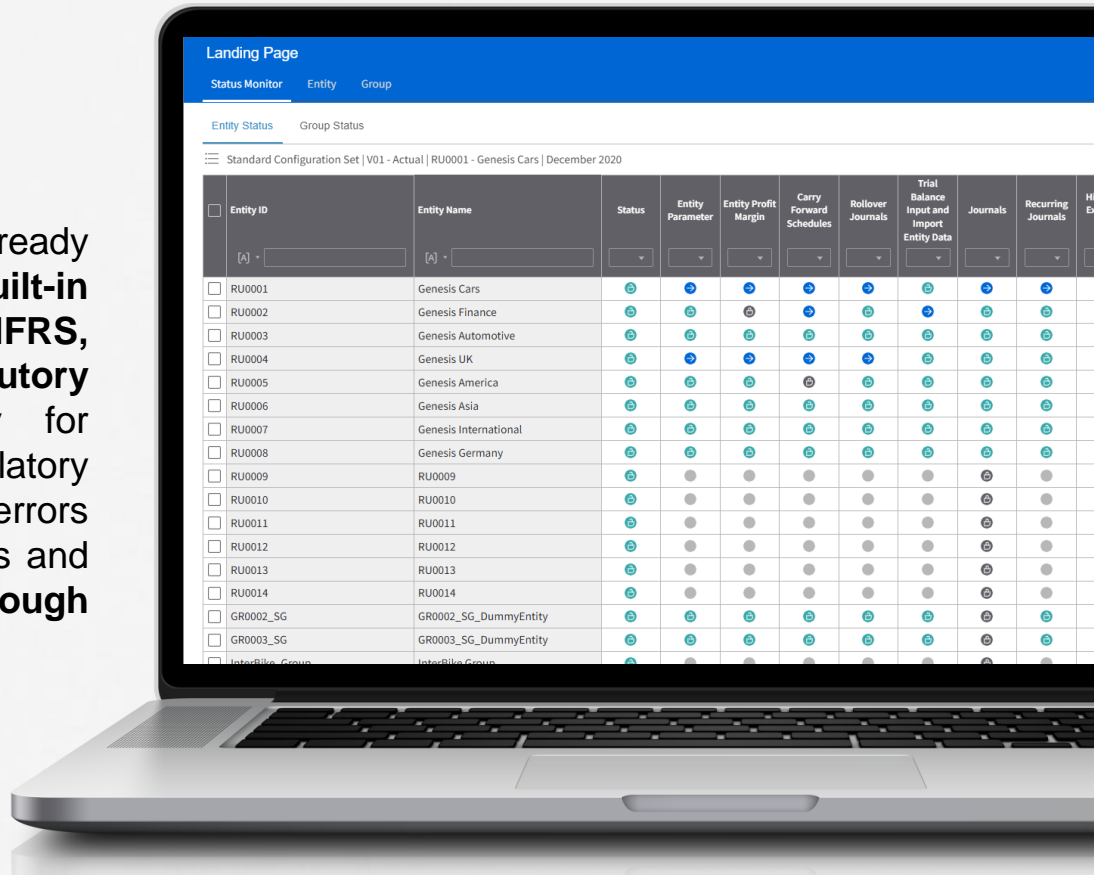 Landing Page
Status Monitor Entity Group
Entity Status Group Status
Standard Configuration Set | V01 - Actual | RU0001 - Genesis Cars | December 2020
Entity ID Entity Name Status Entity Parameter Entity Profit Margin Carry Forward Schedules Rollover Journals Trial Balance Input and Import Entity Data Journals Recurring Journals
[A] [A]
RU0001 Genesis Cars
RU0002 Genesis Finance
RU0003 Genesis Automotive
RU0004 Genesis UK
RU0005 Genesis America
RU0006 Genesis Asia
RU0007 Genesis International
RU0008 Genesis Germany
RU0009 RU0009
RU0010 RU0010
RU0011 RU0011
RU0012 RU0012
RU0013 RU0013
RU0014 RU0014
GR0002_SG GR0002_SG_DummyEntity
GR0003_SG GR0003_SG_DummyEntity
InterBike Group InterBike Group
ready
uilt-in
IFRS,
utory
for
latory
errors
s and
ough